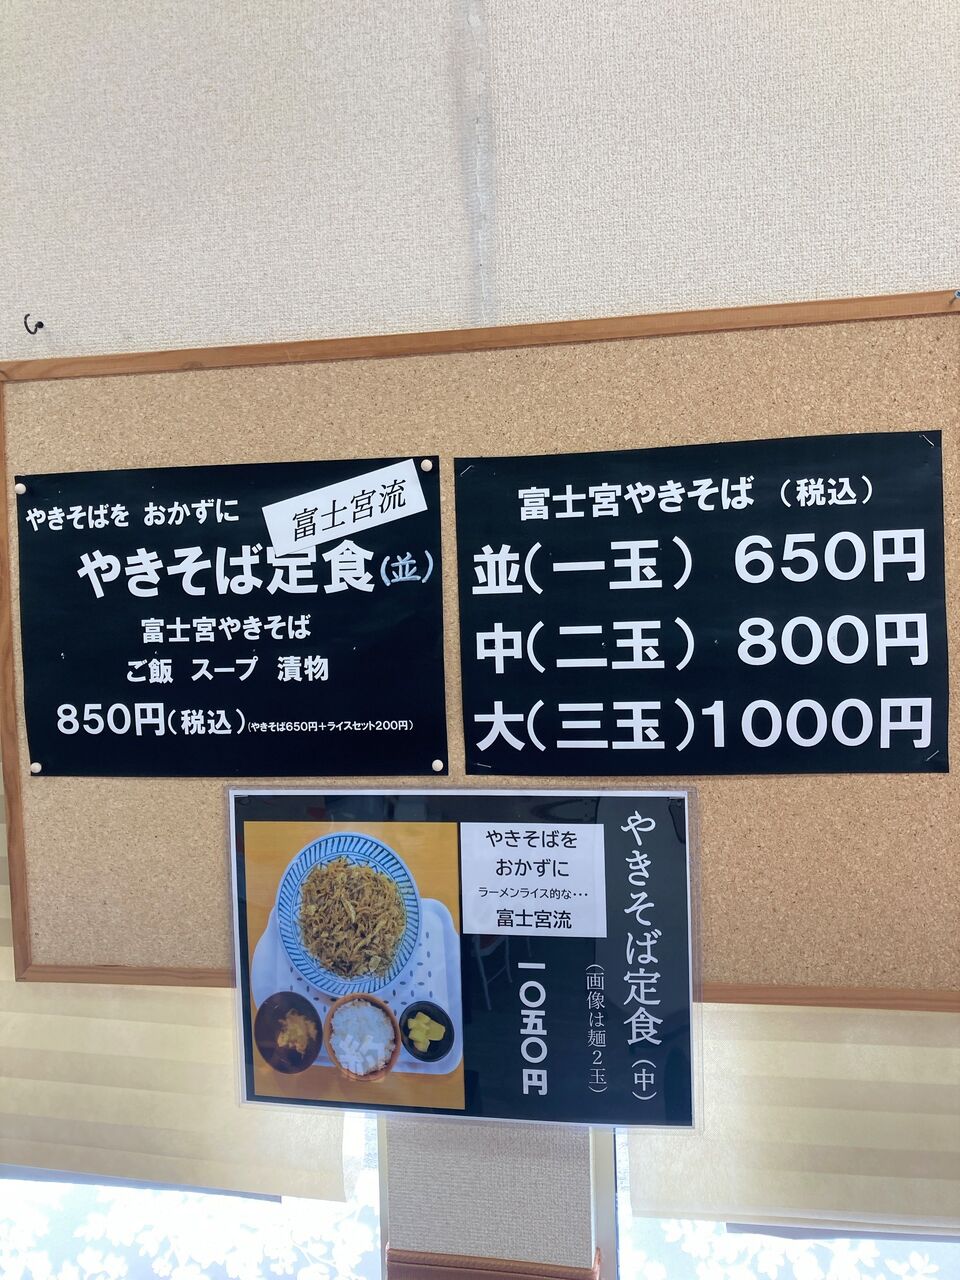 やきそばを おかずに
富士宮流
やきそば定食(並)
富士宮やきそば
ご飯 スープ 漬物
850円(税込)(やきそば650円+ライスセット200円)
富士宮やきそば (税込)
並(一玉) 650円
中(二玉) 800円
大(三玉)1000円
やきそば定食(中)
(画像は麺2玉)
やきそばを
おかずに
ラーメンライス的な・・・
富士宮流
一〇五〇円